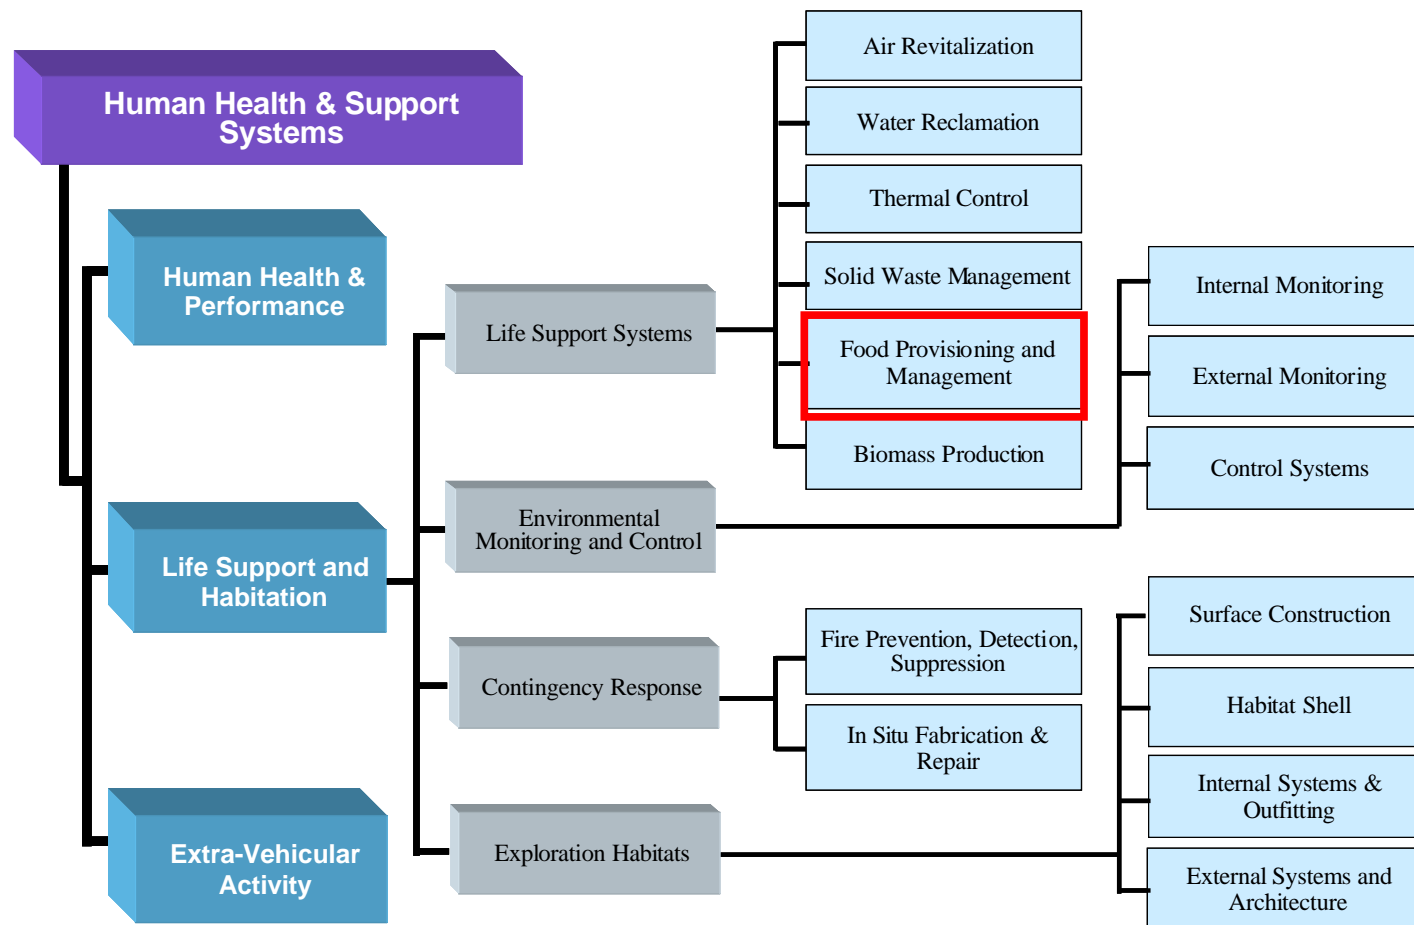 Human Health & Support
Systems
Human Health &
Performance
Life Support and
Habitation
Extra-Vehicular
Activity
Life Support Systems
Environmental
Monitoring and Control
Contingency Response
Exploration Habitats
Air Revitalization
Water Reclamation
Thermal Control
Solid Waste Management
Food Provisioning and
Management
Biomass Production
Fire Prevention, Detection,
Suppression
In Situ Fabrication &
Repair
Internal Monitoring
External Monitoring
Control Systems
Surface Construction
Habitat Shell
Internal Systems &
Outfitting
External Systems and
Architecture